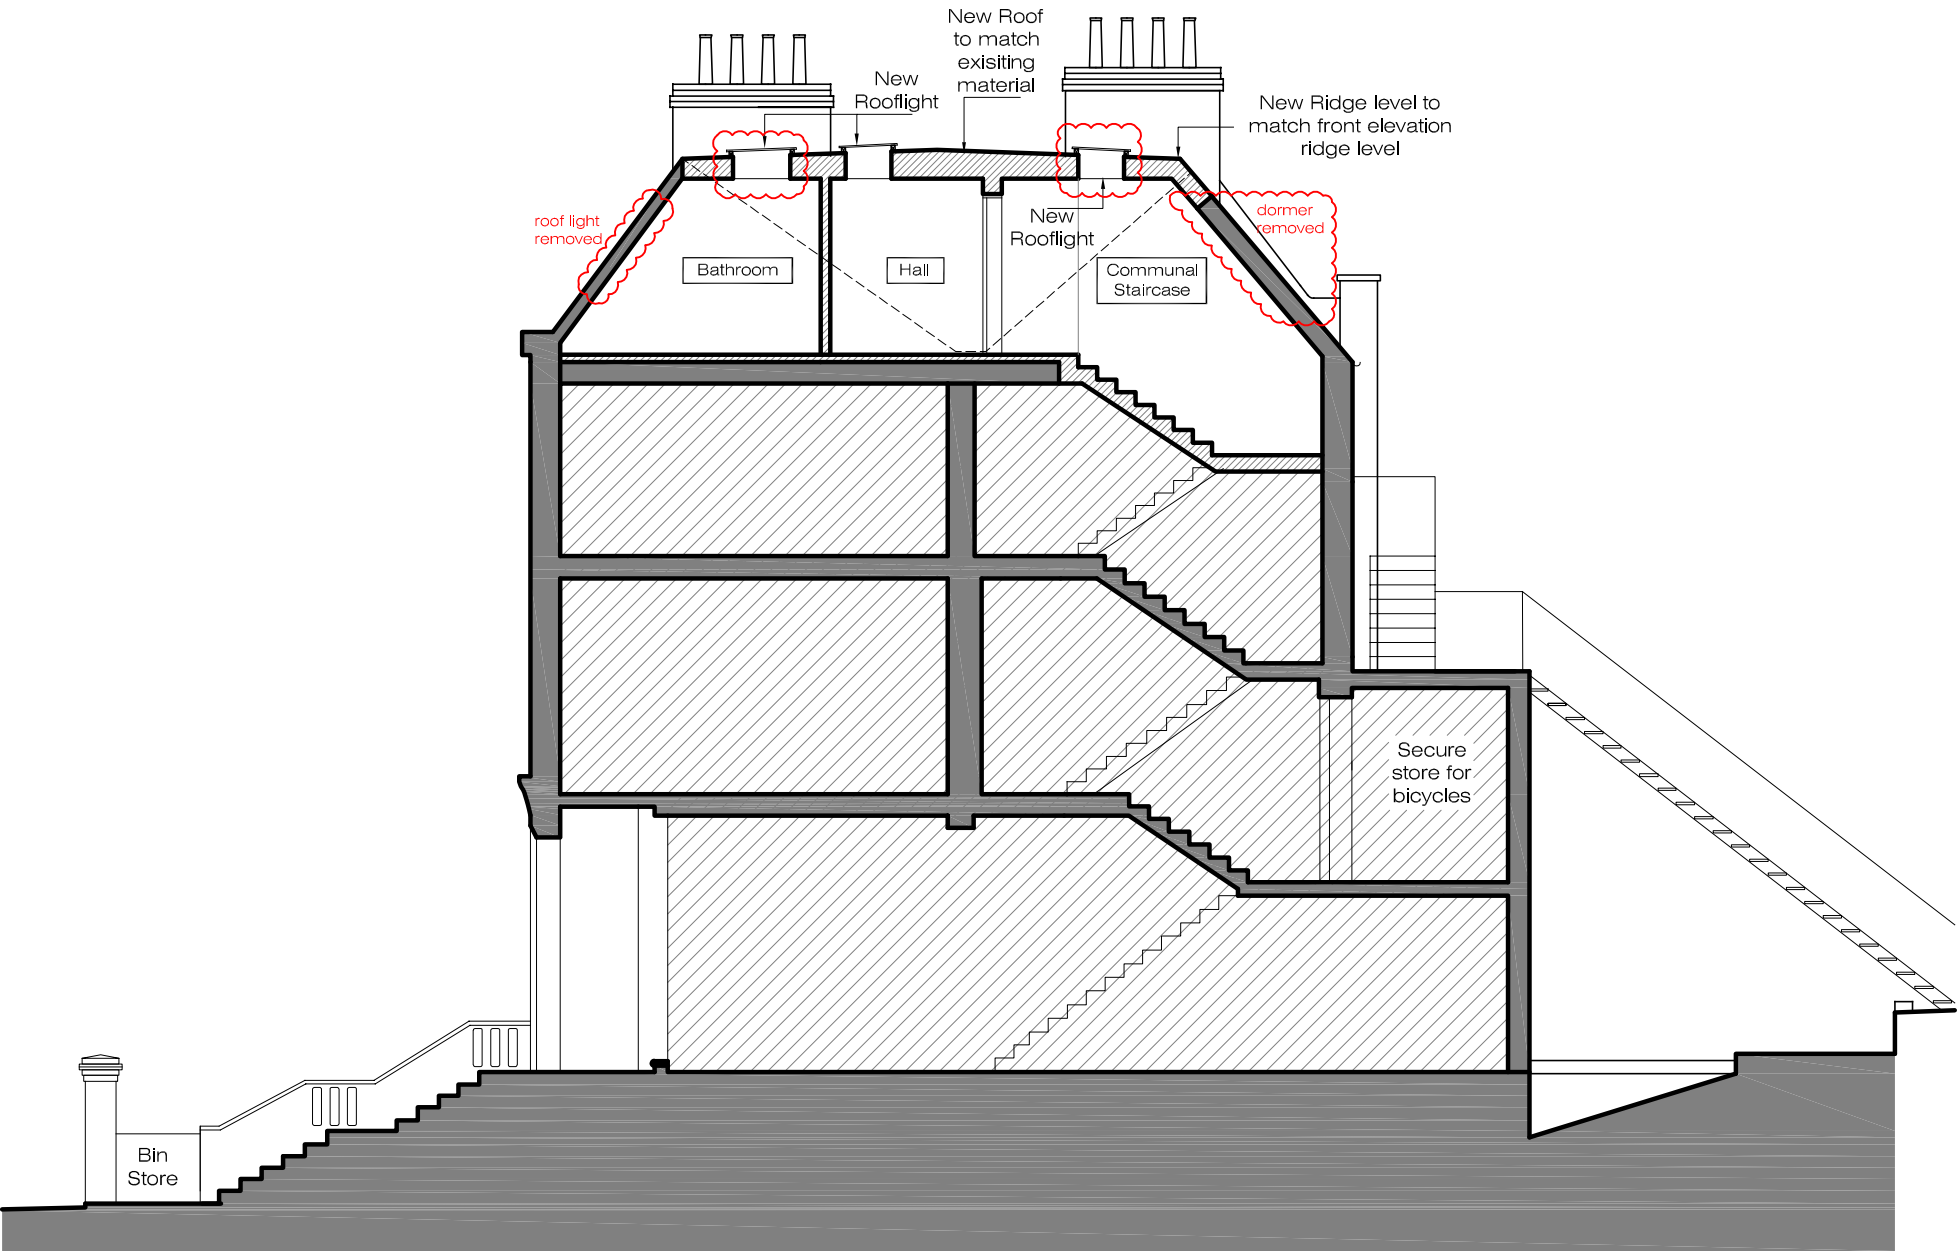 New Roof
to match
exisiting
material
New
Rooflight
New Ridge level to
match front elevation
ridge level
roof light
removed
New
Rooflight
dormer
removed
Bathroom
Hall
Communal
Staircase
Secure
store for
bicycles
Bin
Store